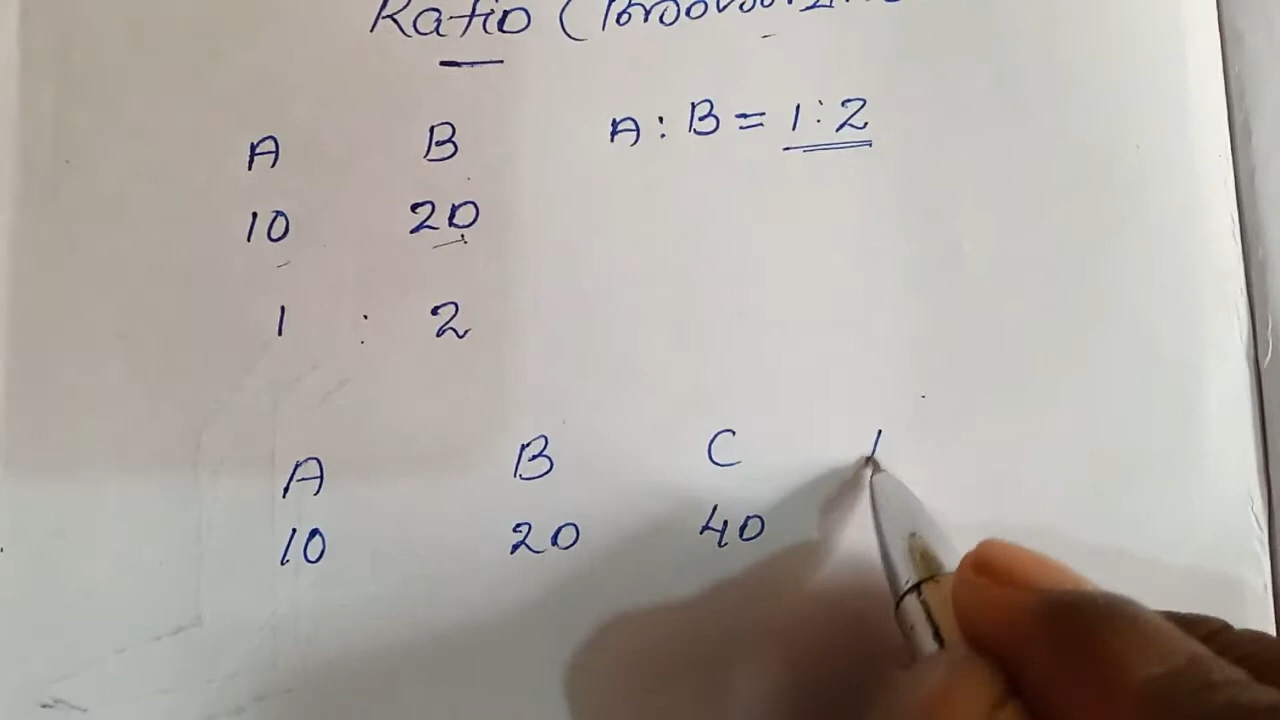 Ratio (
A B A : B = 1 : 2
10 20
1 : 2
A B C
10 20 40